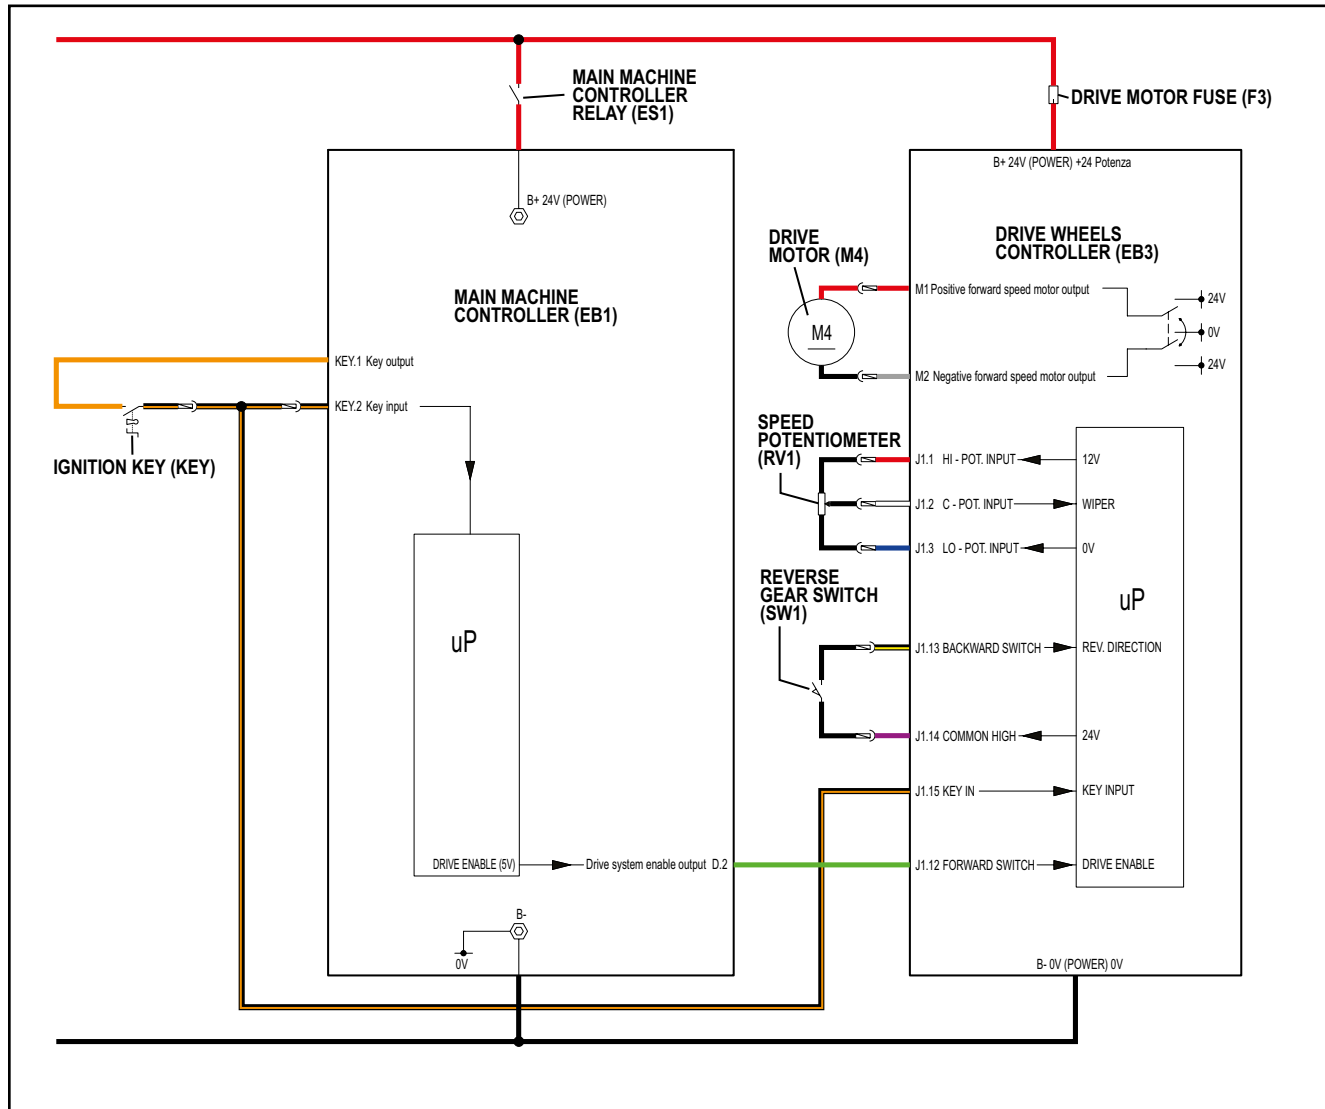 MAIN MACHINE
CONTROLLER
RELAY (ES1)
DRIVE MOTOR FUSE (F3)
B+ 24V (POWER)
B+ 24V (POWER) +24 Potenza
MAIN MACHINE
CONTROLLER (EB1)
DRIVE
MOTOR (M4)
DRIVE WHEELS
CONTROLLER (EB3)
M4
M1 Positive forward speed motor output
24V
0V
24V
M2 Negative forward speed motor output
KEY.1 Key output
KEY.2 Key input
IGNITION KEY (KEY)
SPEED
POTENTIOMETER
(RV1)
J1.1 HI - POT. INPUT
12V
J1.2 C - POT. INPUT
WIPER
J1.3 LO - POT. INPUT
0V
REVERSE
GEAR SWITCH
(SW1)
uP
uP
J1.13 BACKWARD SWITCH
REV. DIRECTION
J1.14 COMMON HIGH
24V
J1.15 KEY IN
KEY INPUT
DRIVE ENABLE (5V)
Drive system enable output D.2
J1.12 FORWARD SWITCH
DRIVE ENABLE
B-
0V
B- 0V (POWER) 0V